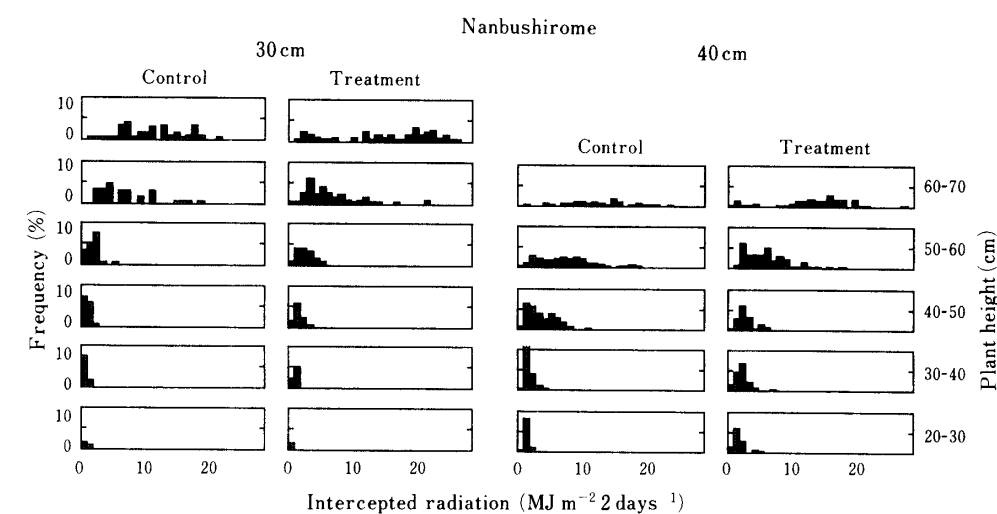 Nanbushirome
30 cm
40 cm
Control
Treatment
Control
Treatment
10
0
10
0
60-70
10
0
50-60
10
0
40-50
10
0
30-40
10
0
20-30
0 10 20
0 10 20
0 10 20
0 10 20
Frequency (%)
Plant height (cm)
Intercepted radiation (MJ m⁻² 2 days ¹)